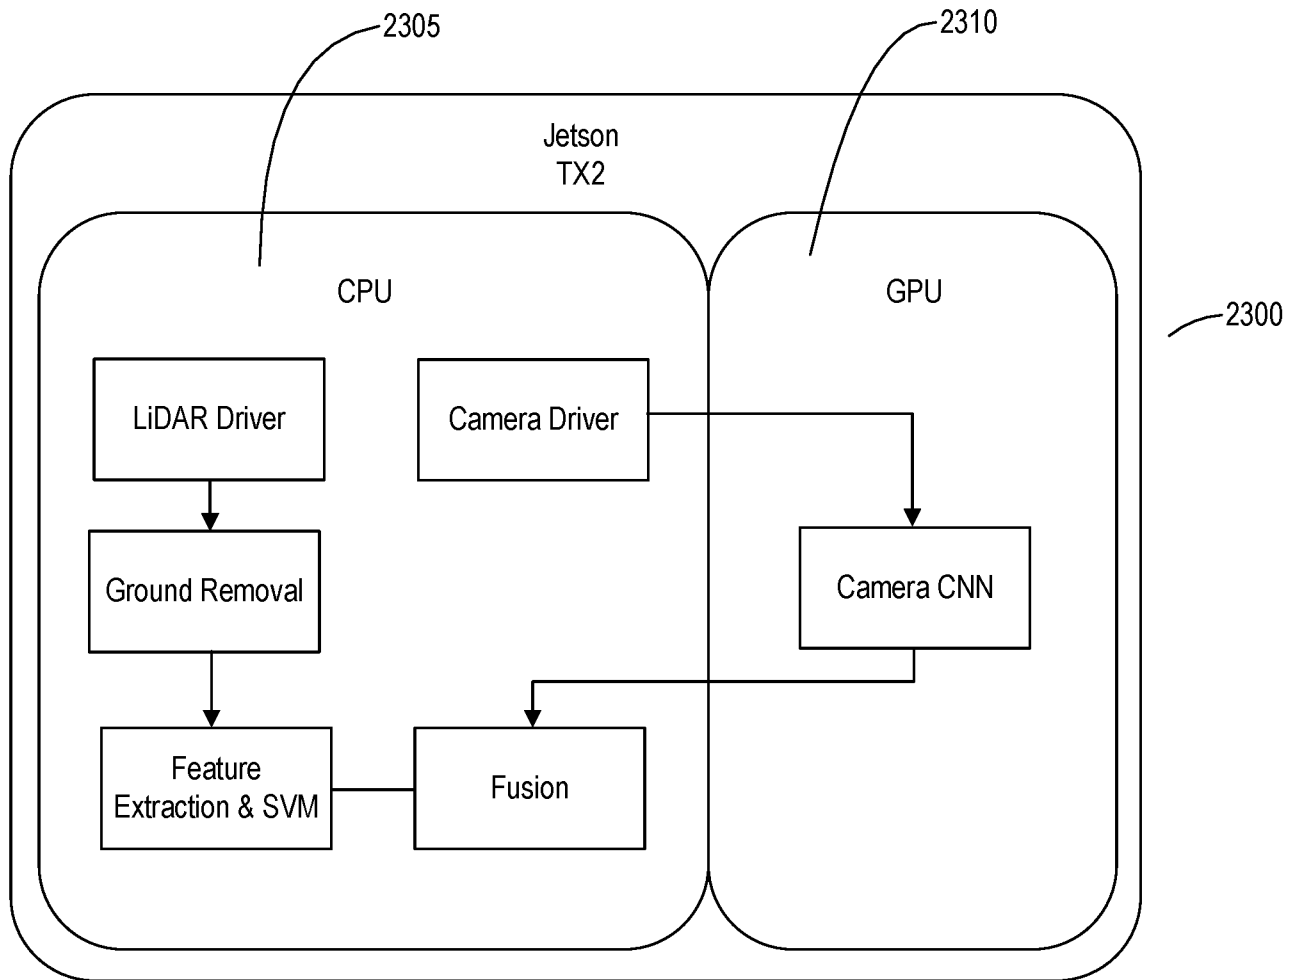 2305
2310
Jetson
TX2
CPU
GPU
2300
LiDAR Driver
Camera Driver
Ground Removal
Camera CNN
Feature
Extraction & SVM
Fusion